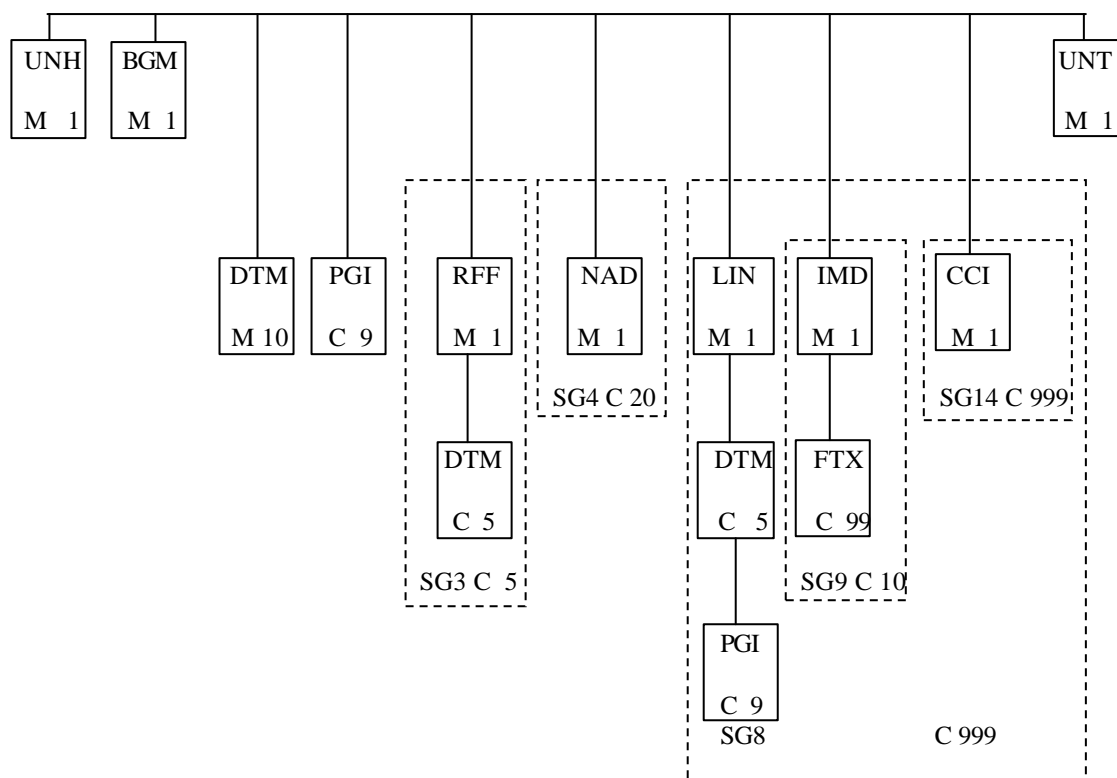 UNH
M 1
BGM
M 1
UNT
M 1
DTM
M 10
PGI
C 9
RFF
M 1
NAD
M 1
LIN
M 1
IMD
M 1
CCI
M 1
SG4 C 20
SG14 C 999
DTM
C 5
DTM
C 5
FTX
C 99
SG3 C 5
SG9 C 10
PGI
C 9
SG8 C 999